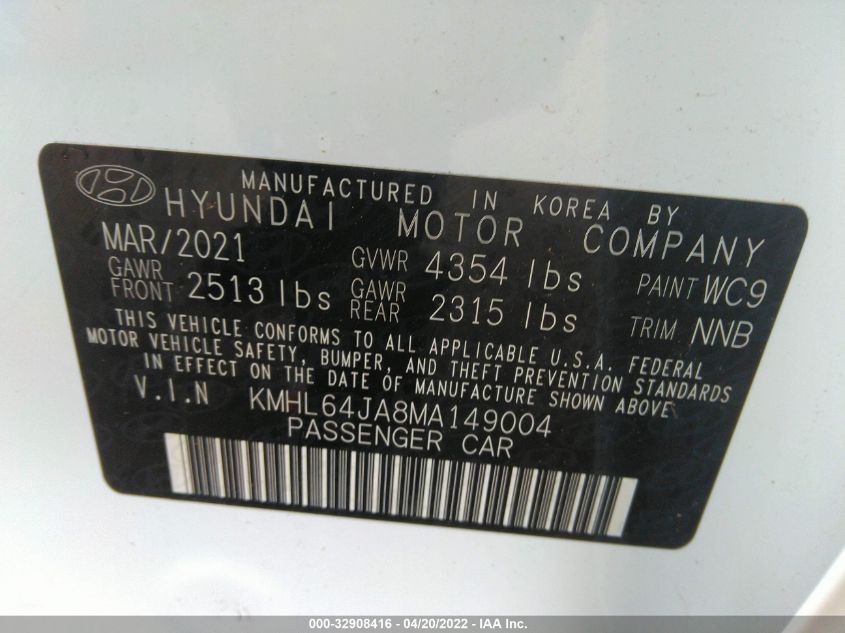 MANUFACTURED IN KOREA BY
HYUNDAI MOTOR COMPANY
MAR/2021 GVWR 4354 lbs PAINT WC9
GAWR FRONT 2513 lbs GAWR REAR 2315 lbs TRIM NNB
THIS VEHICLE CONFORMS TO ALL APPLICABLE U.S.A. FEDERAL
MOTOR VEHICLE SAFETY, BUMPER, AND THEFT PREVENTION STANDARDS
IN EFFECT ON THE DATE OF MANUFACTURE SHOWN ABOVE.
V.I.N KMHL64JA8MA149004
PASSENGER CAR
000-32908416 - 04/20/2022 - IAA Inc.